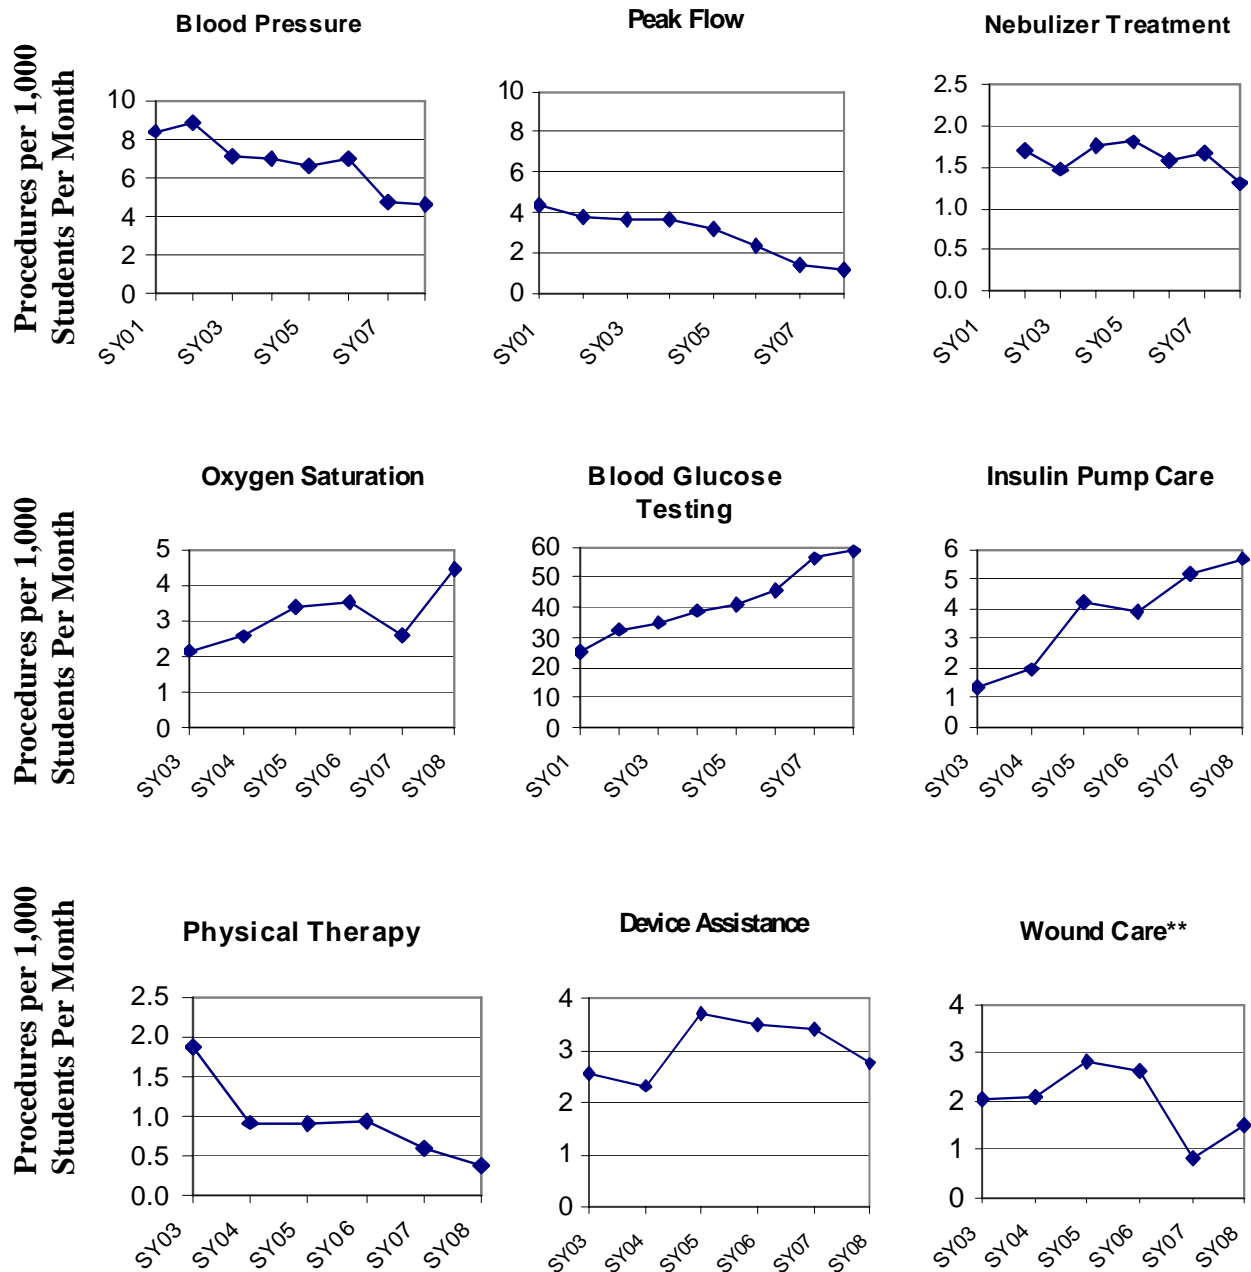 Blood Pressure
Peak Flow
Nebulizer Treatment
Procedures per 1,000
Students Per Month
10
8
6
4
2
0
SY01
SY03
SY05
SY07
10
8
6
4
2
0
SY01
SY03
SY05
SY07
2.5
2.0
1.5
1.0
0.5
0.0
SY01
SY03
SY05
SY07
Oxygen Saturation
Blood Glucose
Testing
Insulin Pump Care
Procedures per 1,000
Students Per Month
5
4
3
2
1
0
SY03
SY04
SY05
SY06
SY07
SY08
60
50
40
30
20
10
0
SY01
SY03
SY05
SY07
6
5
4
3
2
1
0
SY03
SY04
SY05
SY06
SY07
SY08
Physical Therapy
Device Assistance
Wound Care**
Procedures per 1,000
Students Per Month
2.5
2.0
1.5
1.0
0.5
0.0
SY03
SY04
SY05
SY06
SY07
SY08
4
3
2
1
0
SY03
SY04
SY05
SY06
SY07
SY08
4
3
2
1
0
SY03
SY04
SY05
SY06
SY07
SY08